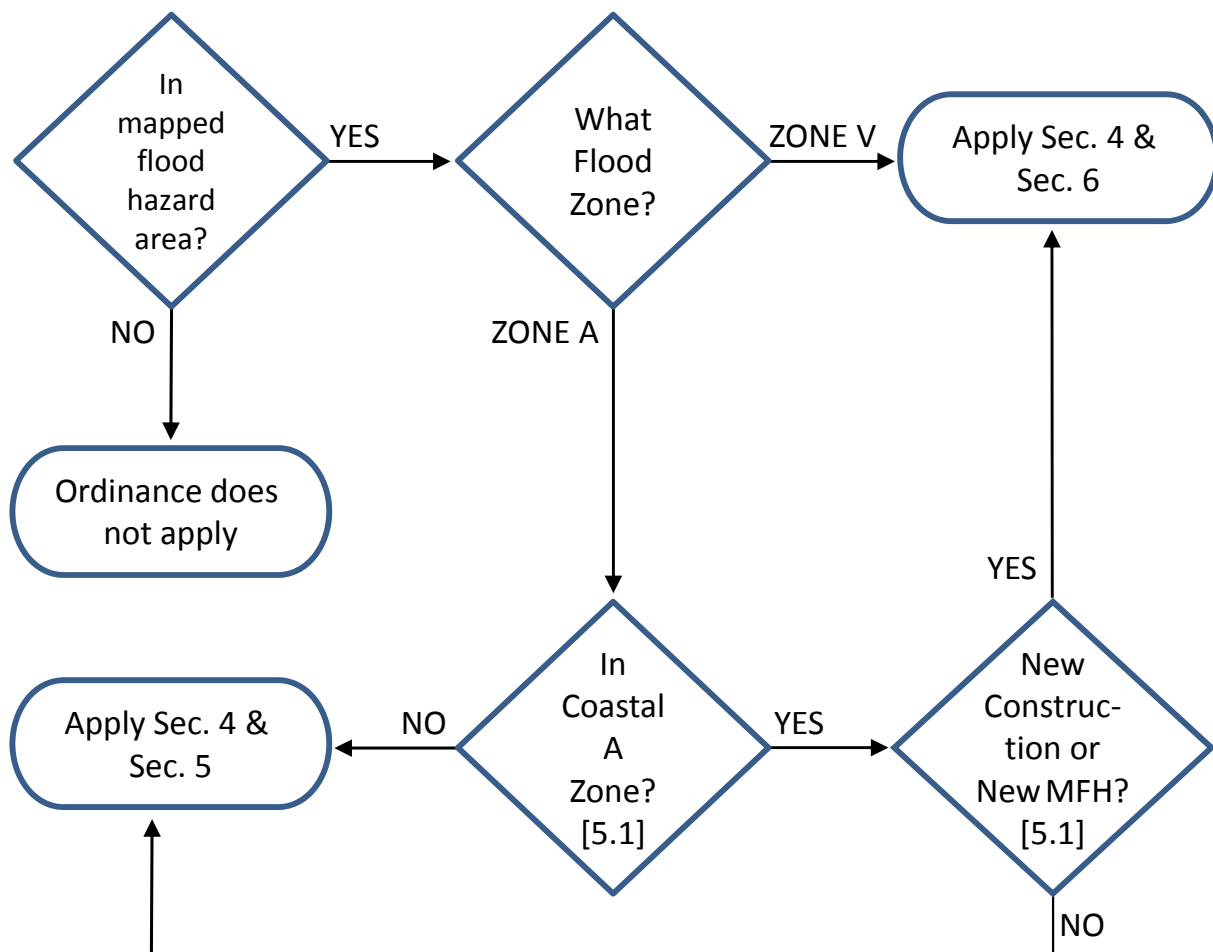 In
mapped
flood
hazard
area?
YES
What
Flood
Zone?
ZONE V
Apply Sec. 4 &
Sec. 6
NO
ZONE A
Ordinance does
not apply
YES
In
Coastal
A
Zone?
[5.1]
NO
YES
Apply Sec. 4 &
Sec. 5
New
Construc-
tion or
New MFH?
[5.1]
NO